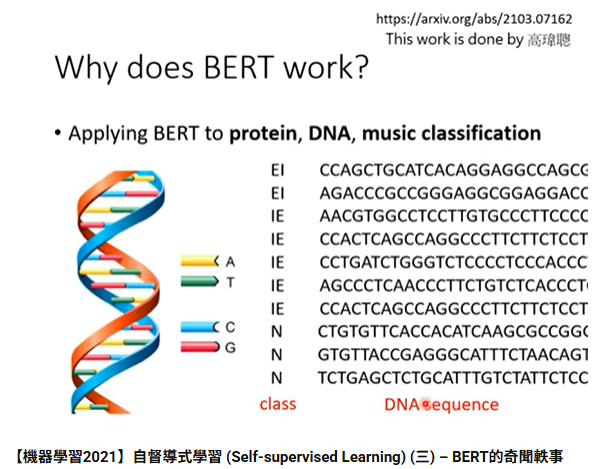 https://arxiv.org/abs/2103.07162
This work is done by 高瑋聰
Why does BERT work?
• Applying BERT to protein, DNA, music classification
EI CCAGCTGCATCACAGGAGGCCAGCG
EI AGACCCGCCGGGAGGCGGAGGACC
IE AACGTGGCCTCCTTGTGCCCTTCCCC
IE CCACTCAGCCAGGCCCTTCTTCTCCT
IE CCTGATCTGGGTCTCCCCTCCCACCC
IE AGCCCTCAACCCTTCTGTCTCACCCT
IE CCACTCAGCCAGGCCCTTCTTCTCCT
N CTGTGTTCACCACATCAAGCGCCGG
N GTGTTACCGAGGGCATTTCTAACAGT
N TCTGAGCTCTGCATTTGTCTATTCTCC
A
T
C
G
class DNA sequence
【機器學習2021】自督導式學習 (Self-supervised Learning) (三) – BERT的奇聞軼事